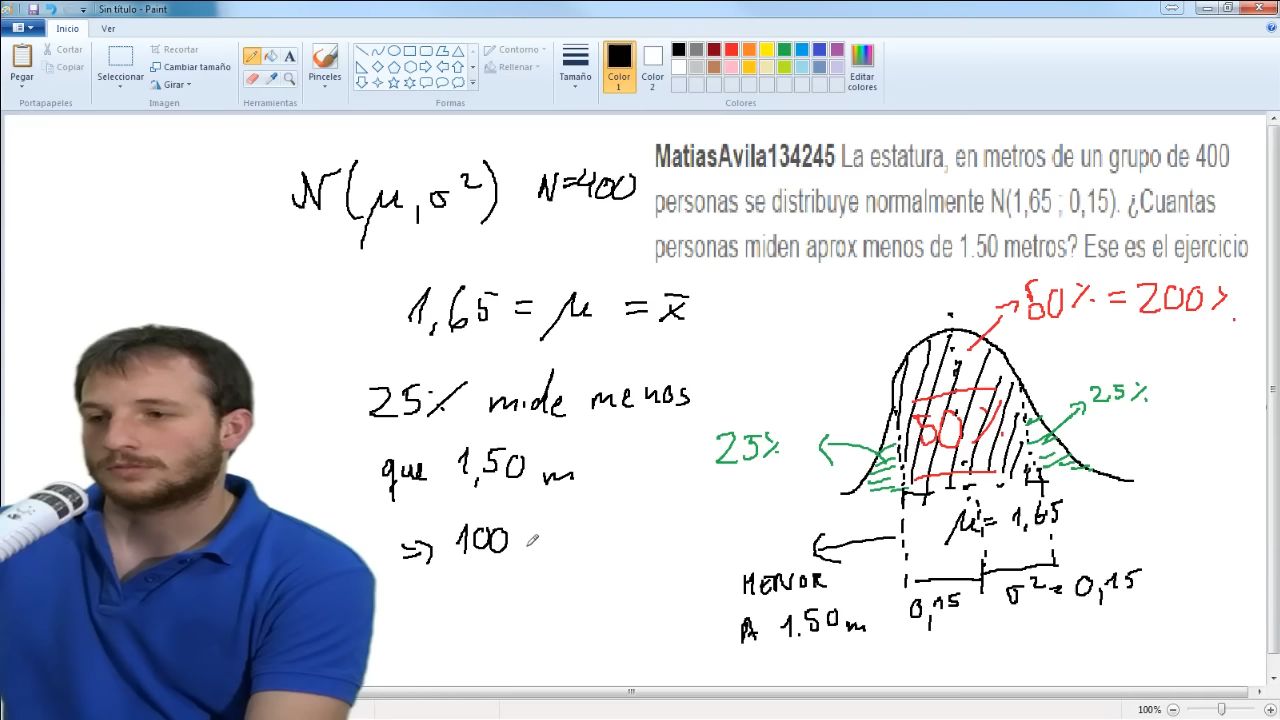 Sin título - Paint
Inicio Ver
Pegar
Cortar
Copiar
Portapapeles
Seleccionar
Recortar
Cambiar tamaño
Girar
Imagen
Herramientas
Pinceles
Contorno
Rellenar
Formas
Tamaño
Color 1
Color 2
Editar colores
Colores
N(μ, σ²) N=400
MatiasAvila134245 La estatura, en metros de un grupo de 400
personas se distribuye normalmente N(1,65 ; 0,15). ¿Cuantas
personas miden aprox menos de 1.50 metros? Ese es el ejercicio
1,65 = μ = x̄
25% mide menos
que 1,50 m
⇒ 100
50% = 200%.
50%
25%
25%
μ = 1,65
MENOR
A 1.50m
0,15
σ² = 0,15
100%